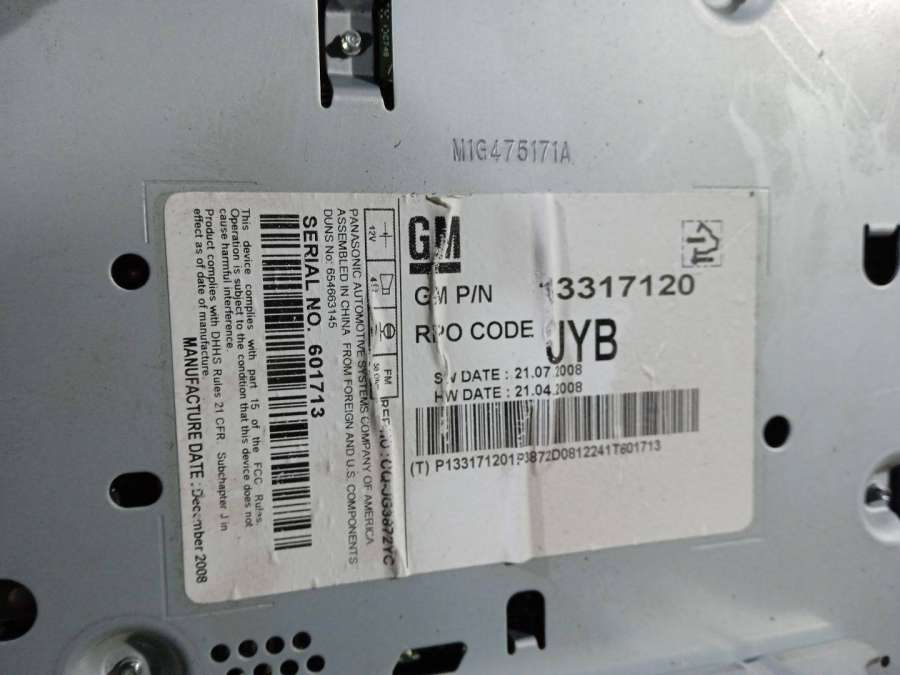 M1G475171A
GM
GM P/N 13317120
RPO CODE UYB
SW DATE : 21.07.2008
HW DATE : 21.04.2008
(T) P13317120 0812241T601713
12V
4Ω
FM
PANASONIC AUTOMOTIVE SYSTEMS COMPANY OF AMERICA
ASSEMBLED IN CHINA FROM FOREIGN AND U.S. COMPONENTS
DUNS No: 654663145
SERIAL NO. 601713
This device complies with part 15 of the FCC Rules.
Operation is subject to the condition that this device does not
cause harmful interference.
Product complies with DHHS Rules 21 CFR. Subchapter J in
effect as of date of manufacture.
MANUFACTURE DATE : December 2008